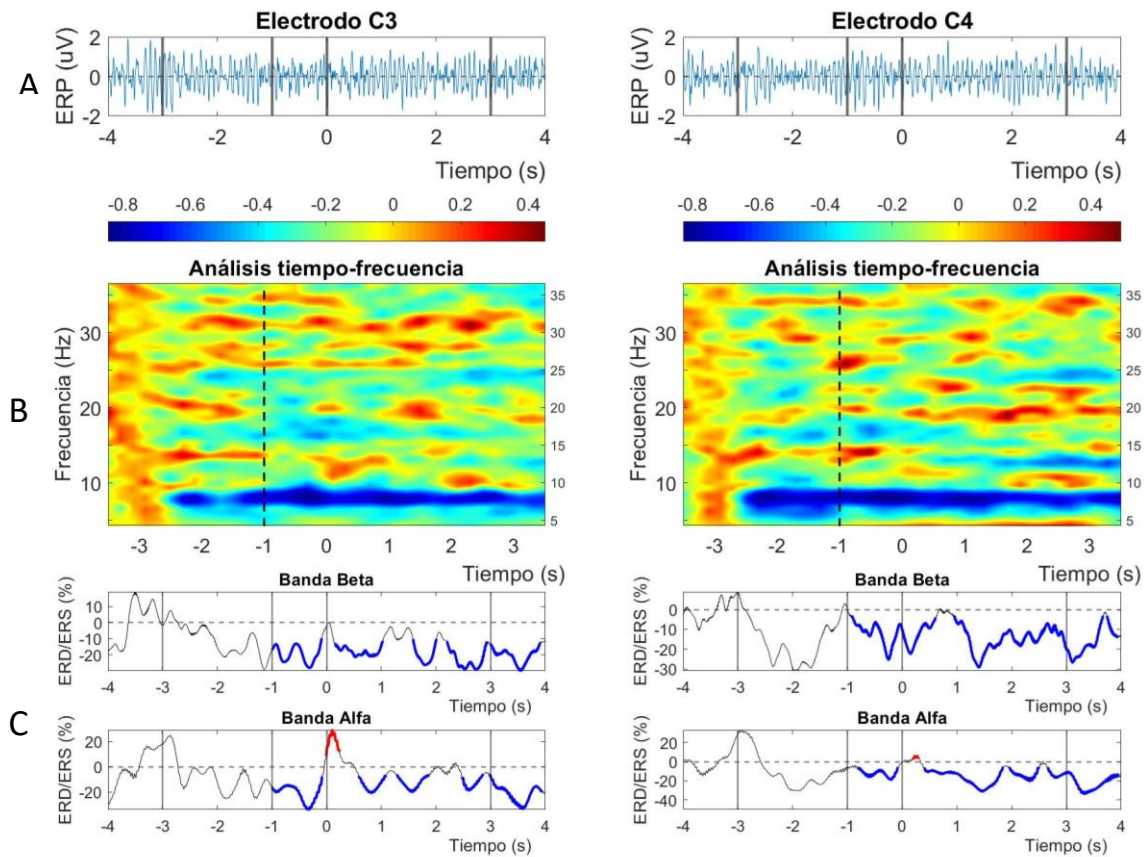 Electrodo C3
Electrodo C4
A
ERP (uV)
2
0
-2
-4 -2 0 2 4
Tiempo (s)
ERP (uV)
2
0
-2
-4 -2 0 2 4
Tiempo (s)
-0.8 -0.6 -0.4 -0.2 0 0.2 0.4
-0.8 -0.6 -0.4 -0.2 0 0.2 0.4
B
Análisis tiempo-frecuencia
Frecuencia (Hz)
30
20
10
35
30
25
20
15
10
5
-3 -2 -1 0 1 2 3
Tiempo (s)
Análisis tiempo-frecuencia
Frecuencia (Hz)
30
20
10
35
30
25
20
15
10
5
-3 -2 -1 0 1 2 3
Tiempo (s)
C
Banda Beta
ERD/ERS (%)
10
0
-10
-20
-4 -3 -2 -1 0 1 2 3 4
Tiempo (s)
Banda Beta
ERD/ERS (%)
0
-10
-20
-30
-4 -3 -2 -1 0 1 2 3 4
Tiempo (s)
Banda Alfa
ERD/ERS (%)
20
0
-20
-4 -3 -2 -1 0 1 2 3 4
Tiempo (s)
Banda Alfa
ERD/ERS (%)
20
0
-20
-40
-4 -3 -2 -1 0 1 2 3 4
Tiempo (s)